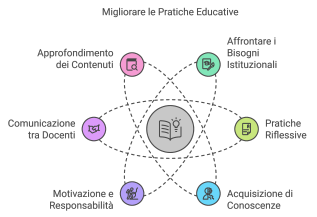 Migliorare le Pratiche Educative
Approfondimento
dei Contenuti
Affrontare i
Bisogni
Istituzionali
Comunicazione
tra Docenti
Pratiche
Riflessive
Motivazione e
Responsabilità
Acquisizione di
Conoscenze